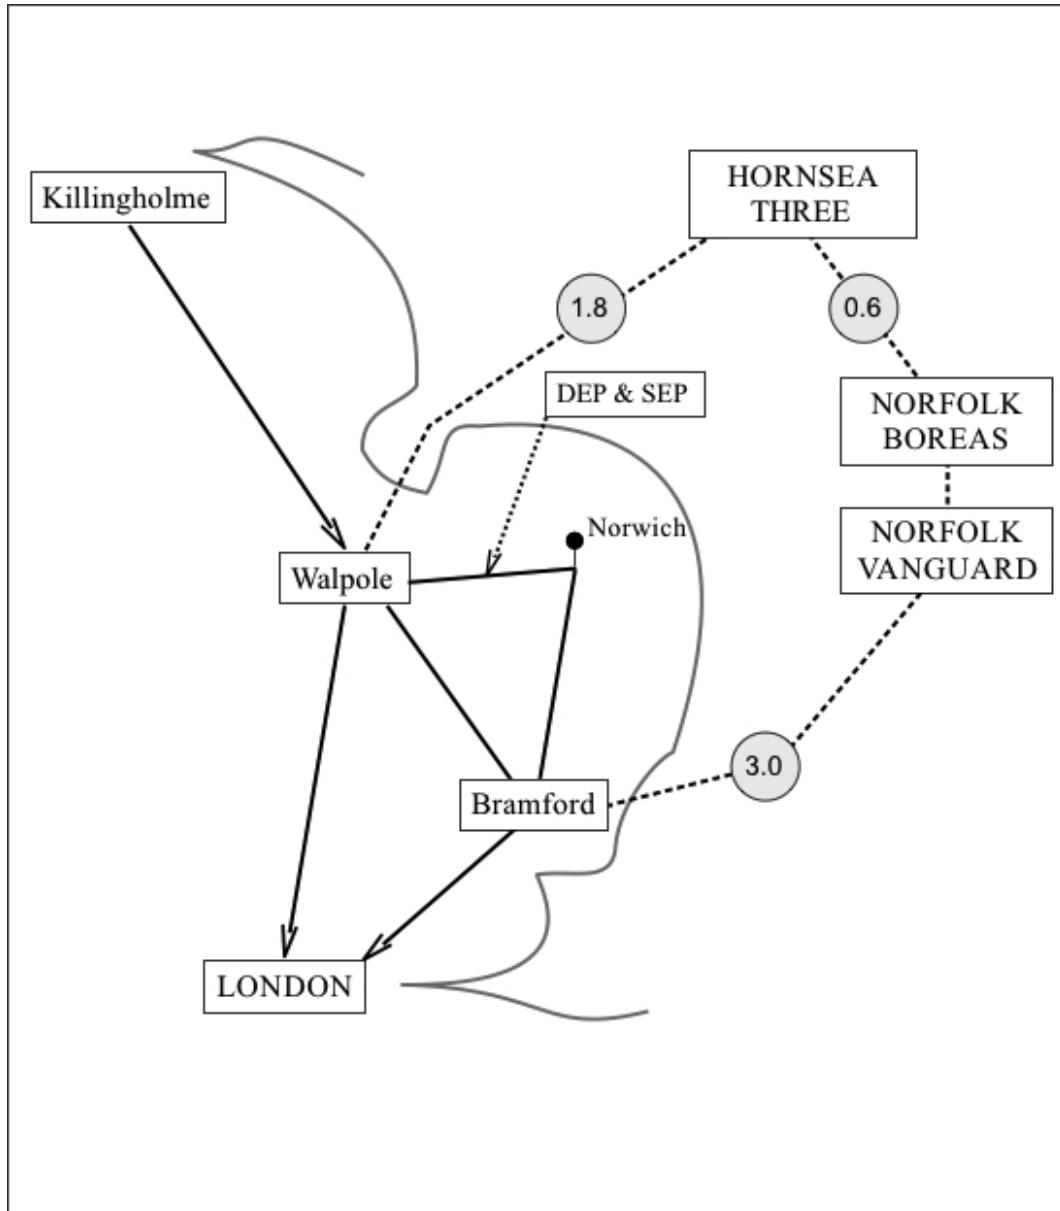 HORNSEA
THREE
Killingholme
1.8
0.6
DEP & SEP
NORFOLK
BOREAS
Norwich
NORFOLK
VANGUARD
Walpole
3.0
Bramford
LONDON